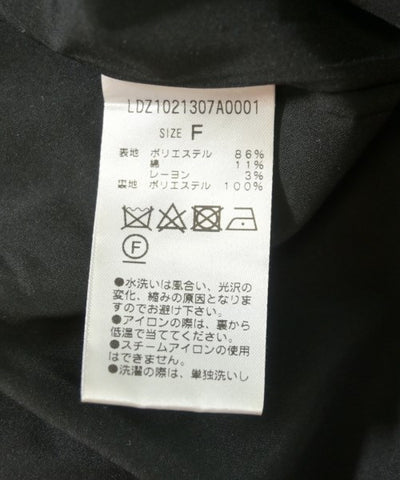 LDZ1021307A0001
SIZE F
表地 ポリエステル 86%
綿 11%
レーヨン 3%
裏地 ポリエステル 100%
F
●水洗いは風合い、光沢の
変化、縮みの原因となりま
すのでお避け下さい。
●アイロンの際は、裏から
低温で当ててください。
●スチームアイロンの使用
はできません。
●洗濯の際は、単独洗いし